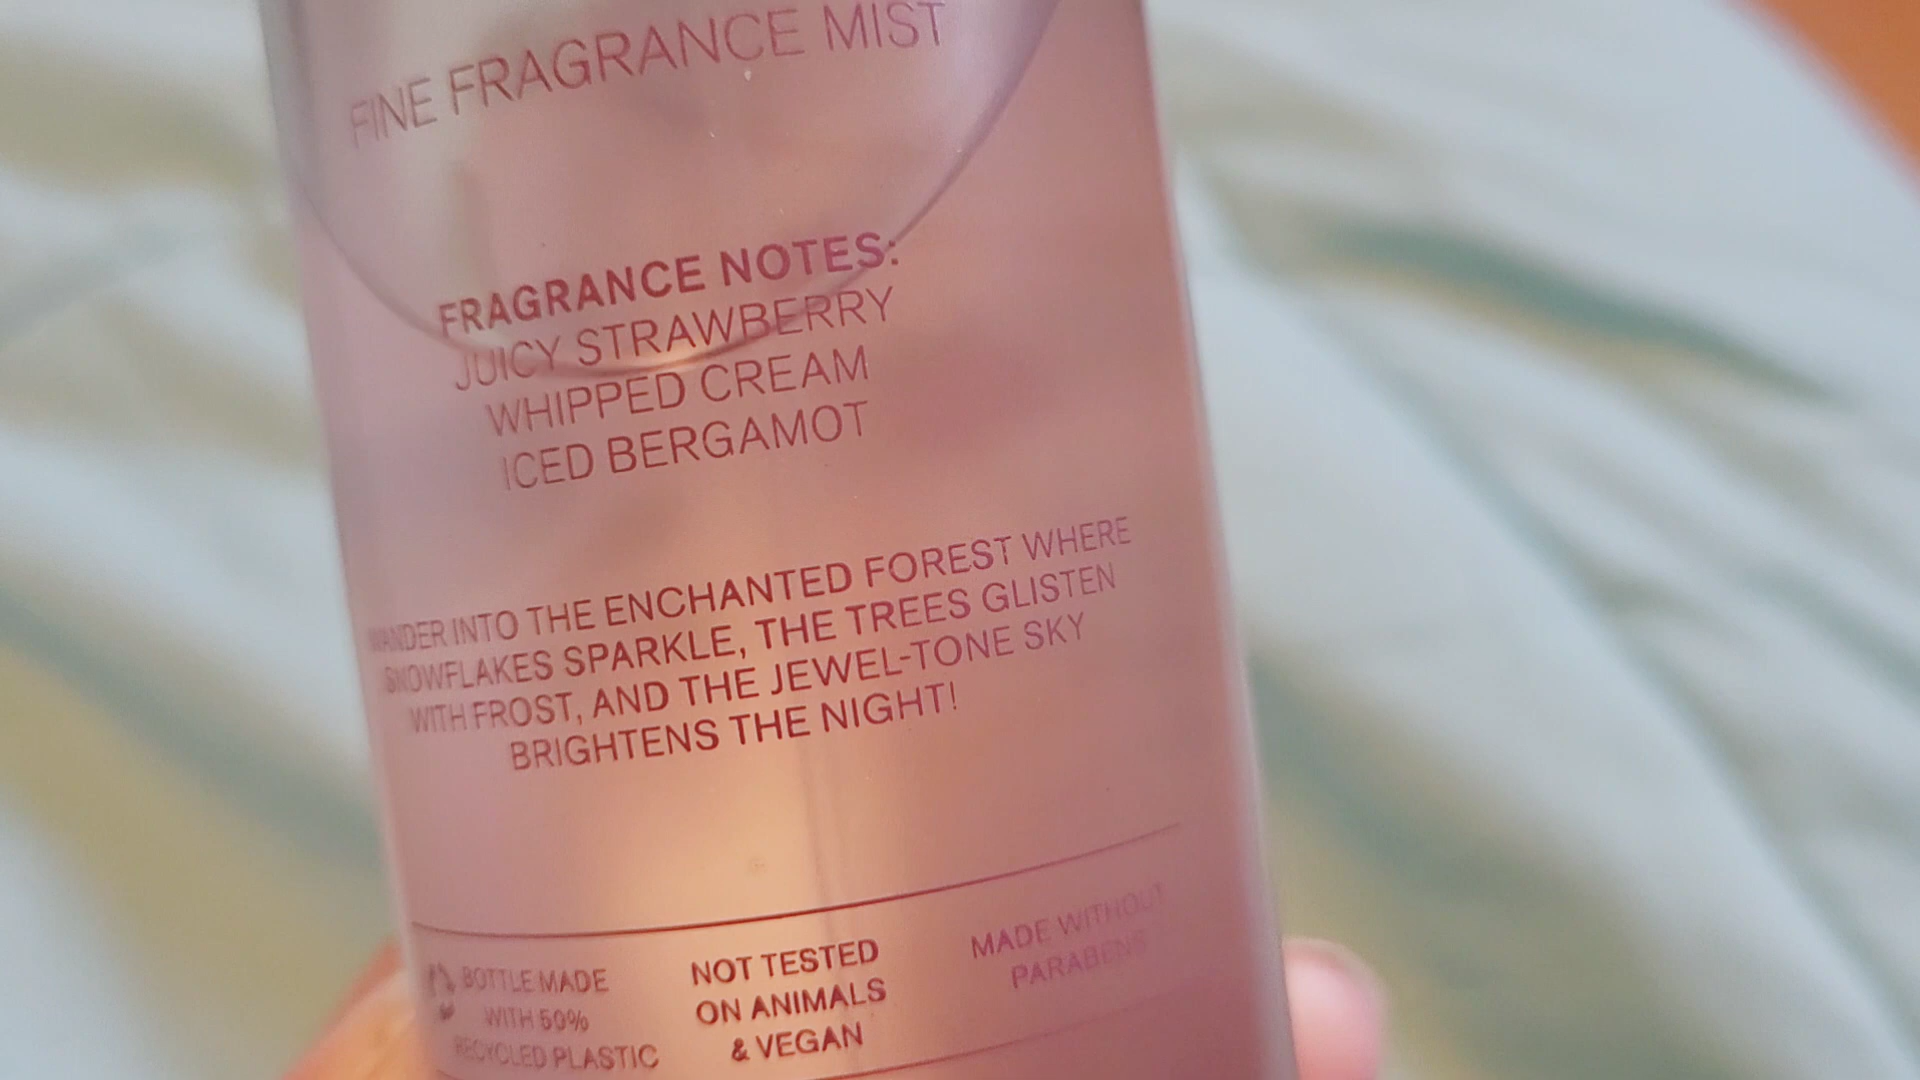 FINE FRAGRANCE MIST
FRAGRANCE NOTES:
JUICY STRAWBERRY
WHIPPED CREAM
ICED BERGAMOT
WANDER INTO THE ENCHANTED FOREST WHERE
SNOWFLAKES SPARKLE, THE TREES GLISTEN
WITH FROST, AND THE JEWEL-TONE SKY
BRIGHTENS THE NIGHT!
BOTTLE MADE
WITH 50%
RECYCLED PLASTIC
NOT TESTED
ON ANIMALS
& VEGAN
MADE WITHOUT
PARABENS